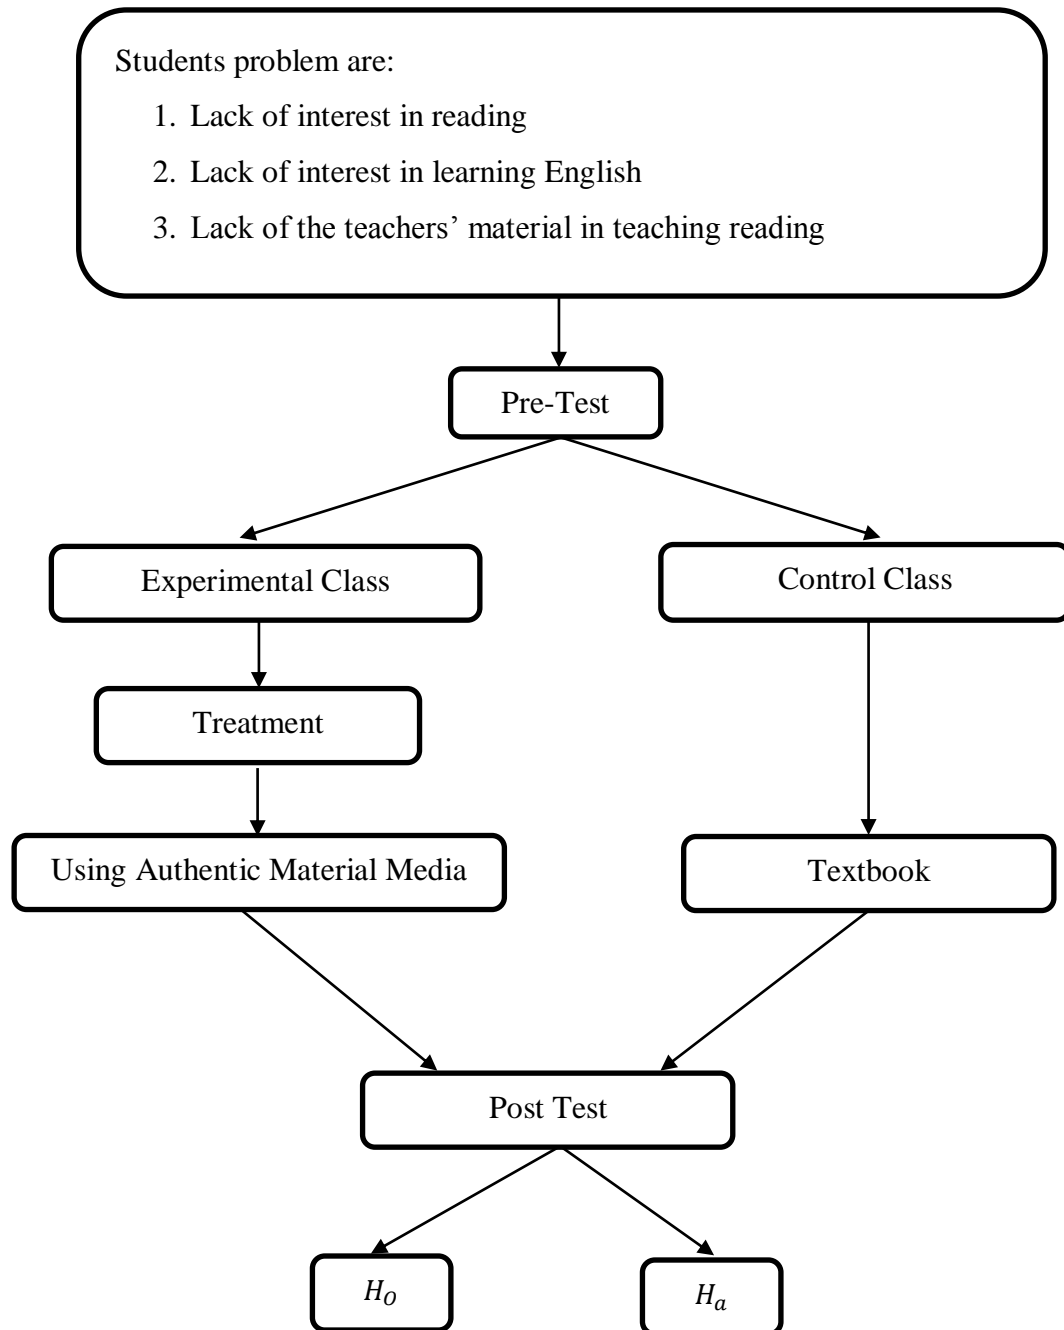 Students problem are:
1. Lack of interest in reading
2. Lack of interest in learning English
3. Lack of the teachers’ material in teaching reading
Pre-Test
Experimental Class
Control Class
Treatment
Using Authentic Material Media
Textbook
Post Test
H_O
H_a